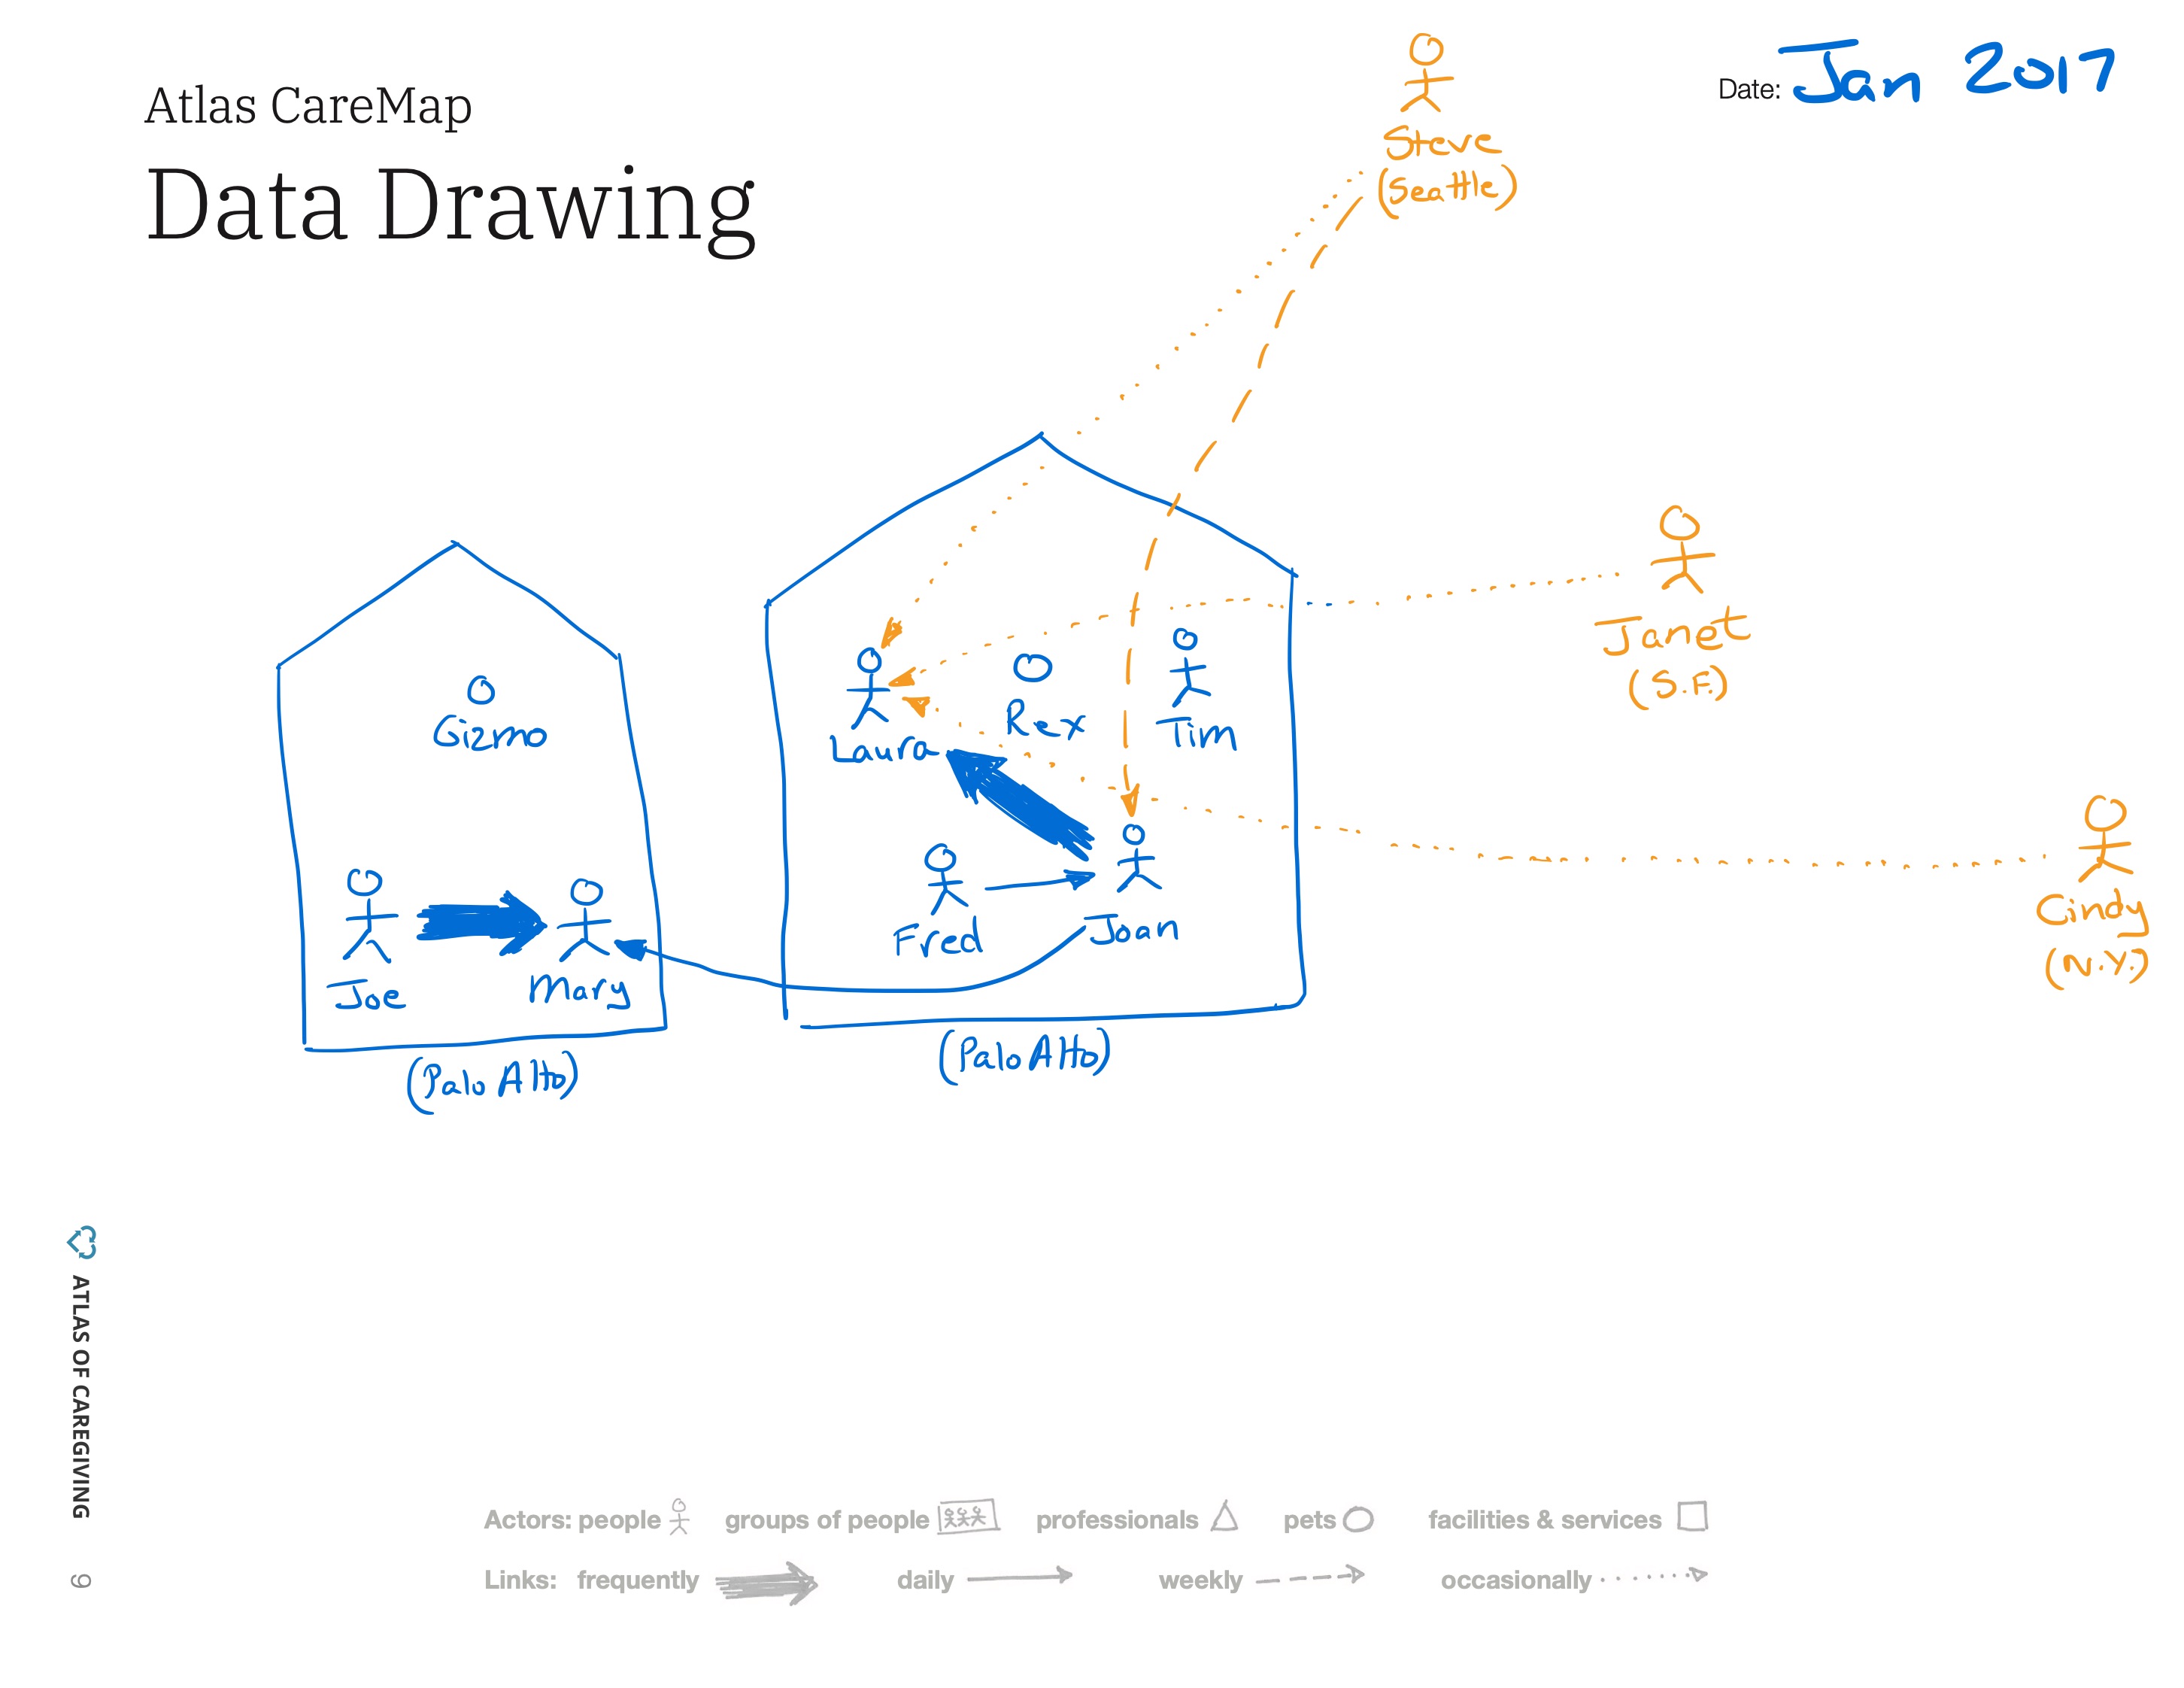 Atlas CareMap
Data Drawing
Date: Jan 2017
Steve
(Seattle)
Janet
(S.F.)
Gizmo
Laura
Rex
Tim
Joe
Mary
Fred
Joan
Cindy
(N.Y.)
(Palo Alto)
(Palo Alto)
ATLAS OF CAREGIVING
9
Actors: people groups of people professionals pets facilities & services
Links: frequently daily weekly occasionally